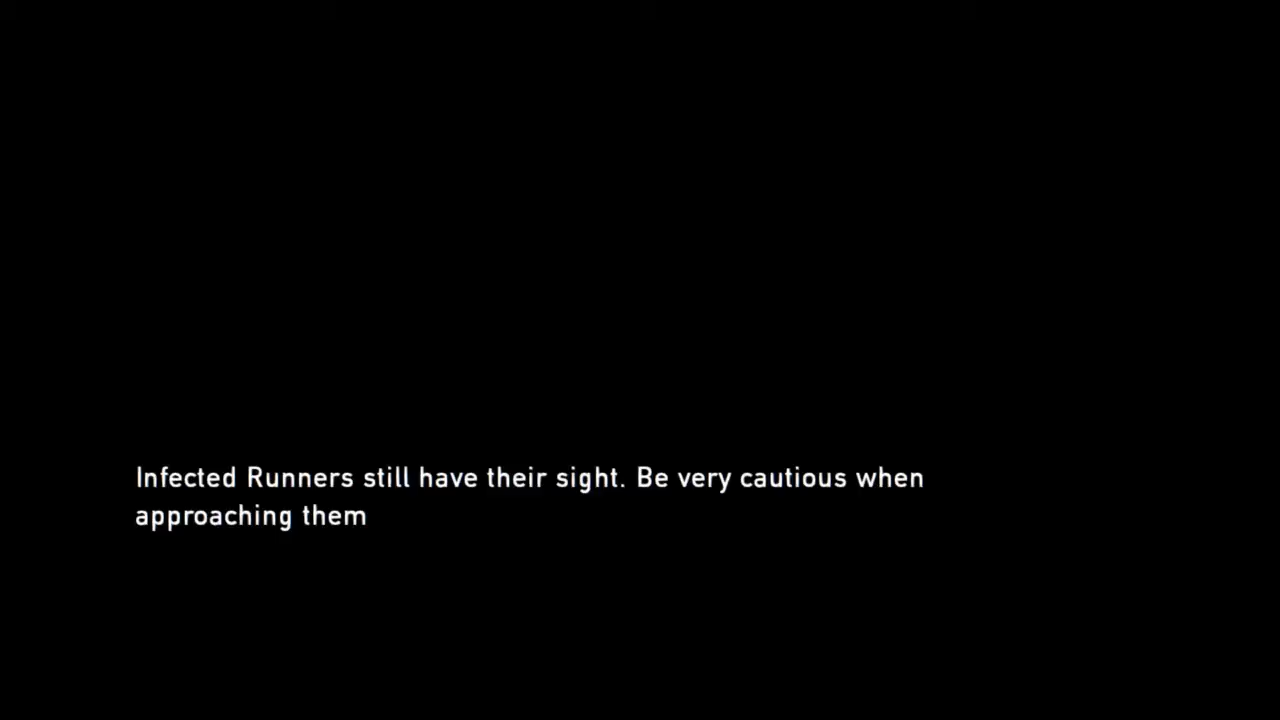 Infected Runners still have their sight. Be very cautious when
approaching them